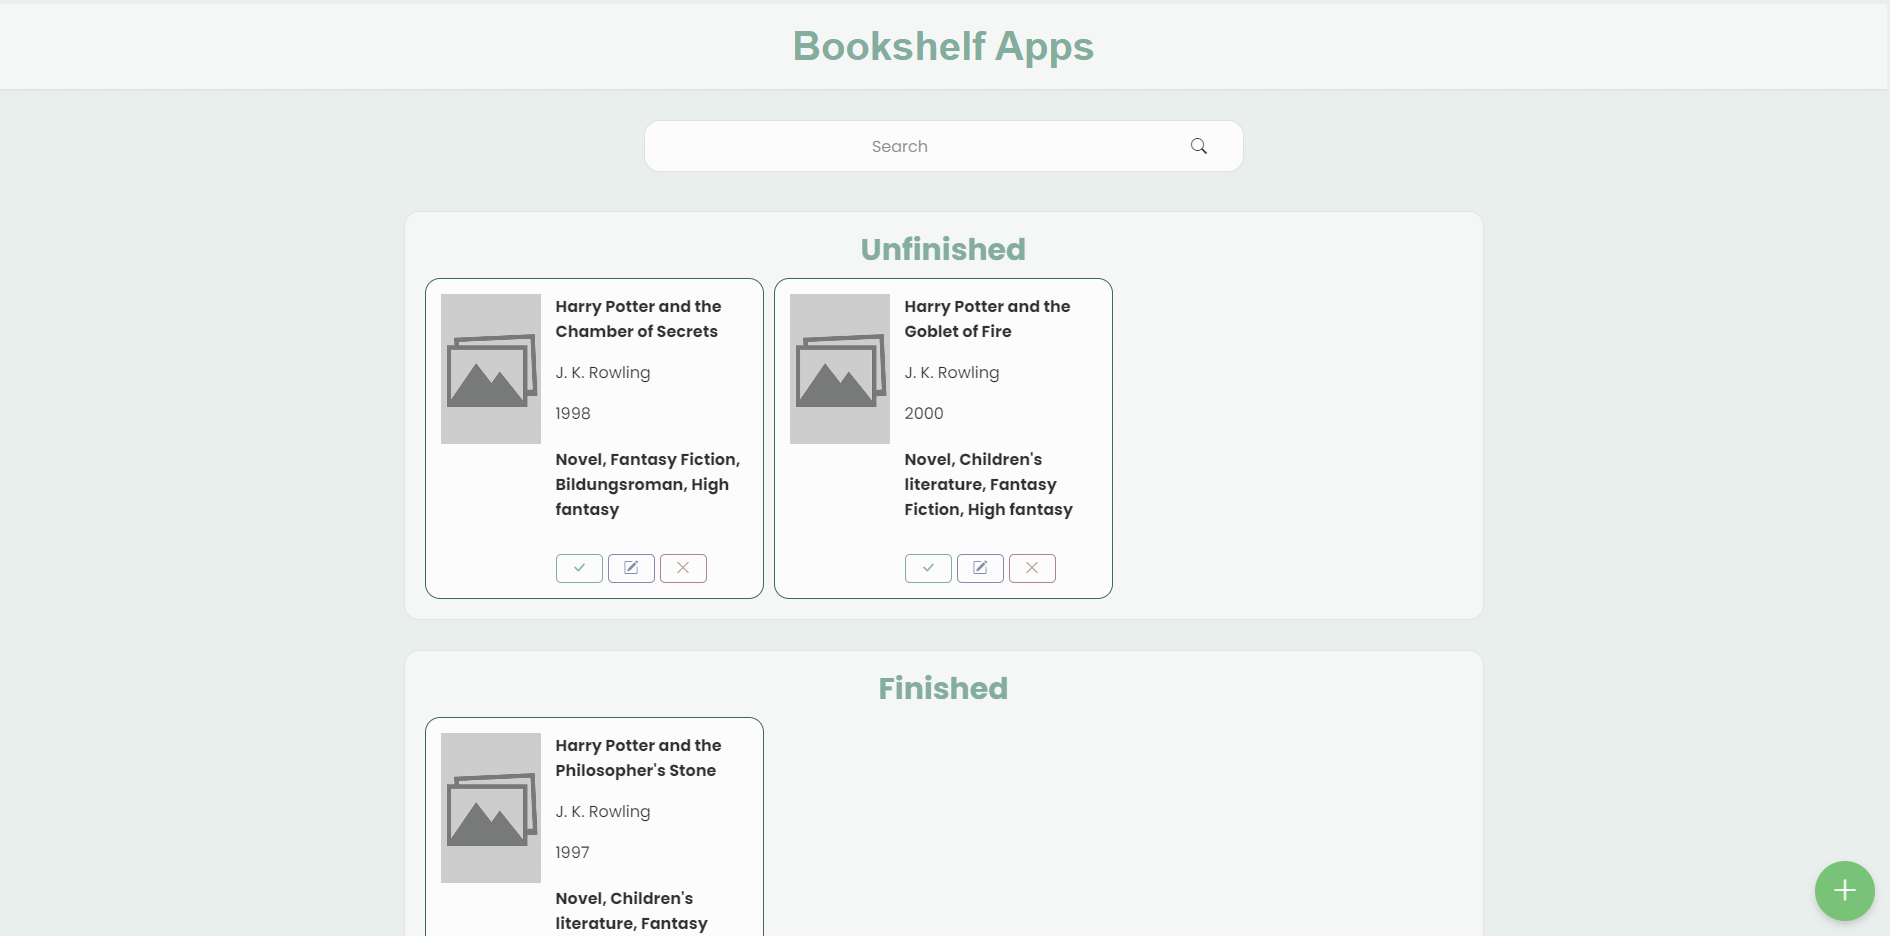 Bookshelf Apps
Search
Unfinished
Harry Potter and the
Chamber of Secrets
J. K. Rowling
1998
Novel, Fantasy Fiction,
Bildungsroman, High
fantasy
Harry Potter and the
Goblet of Fire
J. K. Rowling
2000
Novel, Children's
literature, Fantasy
Fiction, High fantasy
Finished
Harry Potter and the
Philosopher's Stone
J. K. Rowling
1997
Novel, Children's
literature, Fantasy